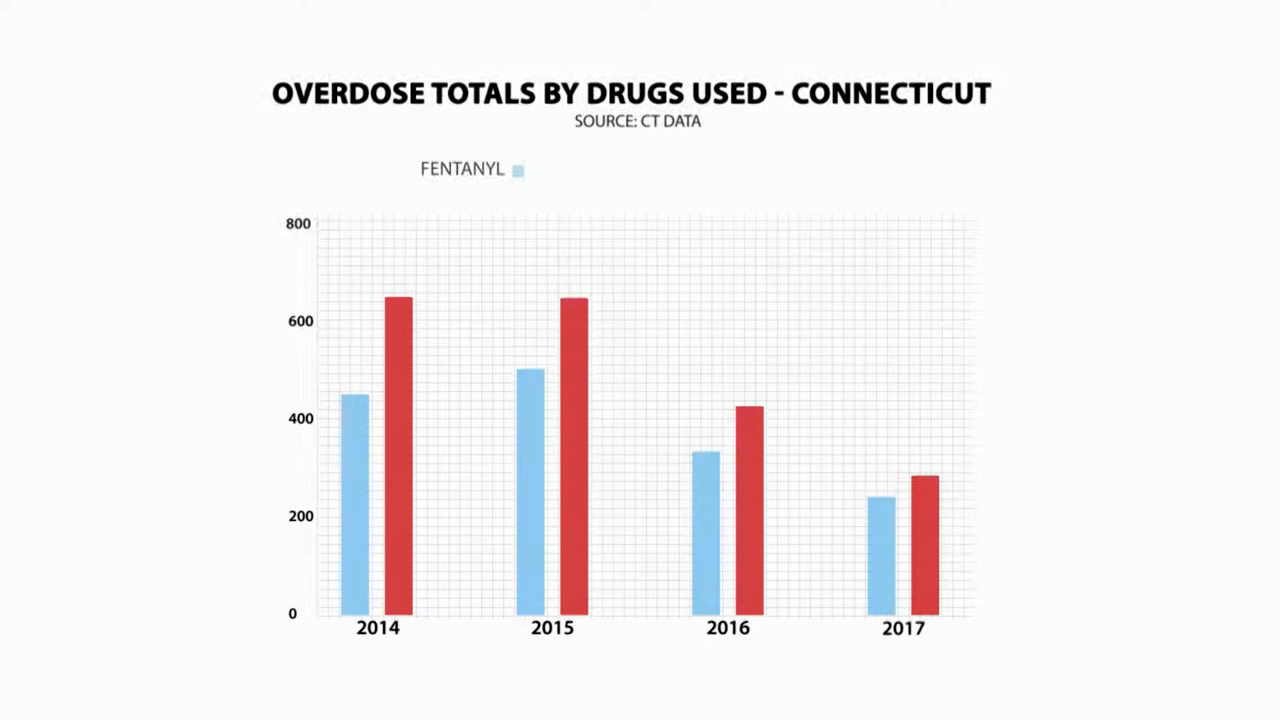 OVERDOSE TOTALS BY DRUGS USED - CONNECTICUT
SOURCE: CT DATA
FENTANYL
800
600
400
200
0
2014 2015 2016 2017